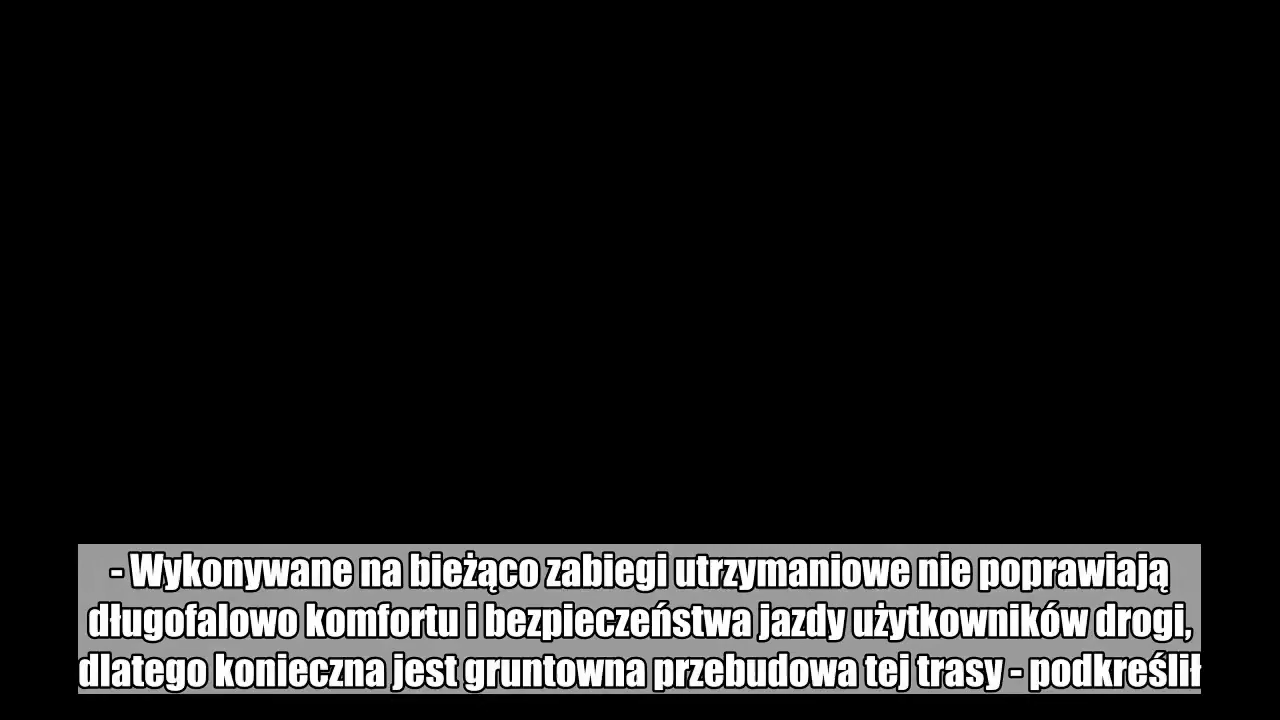 - Wykonywane na bieżąco zabiegi utrzymaniowe nie poprawiają
długofalowo komfortu i bezpieczeństwa jazdy użytkowników drogi,
dlatego konieczna jest gruntowna przebudowa tej trasy - podkreślił